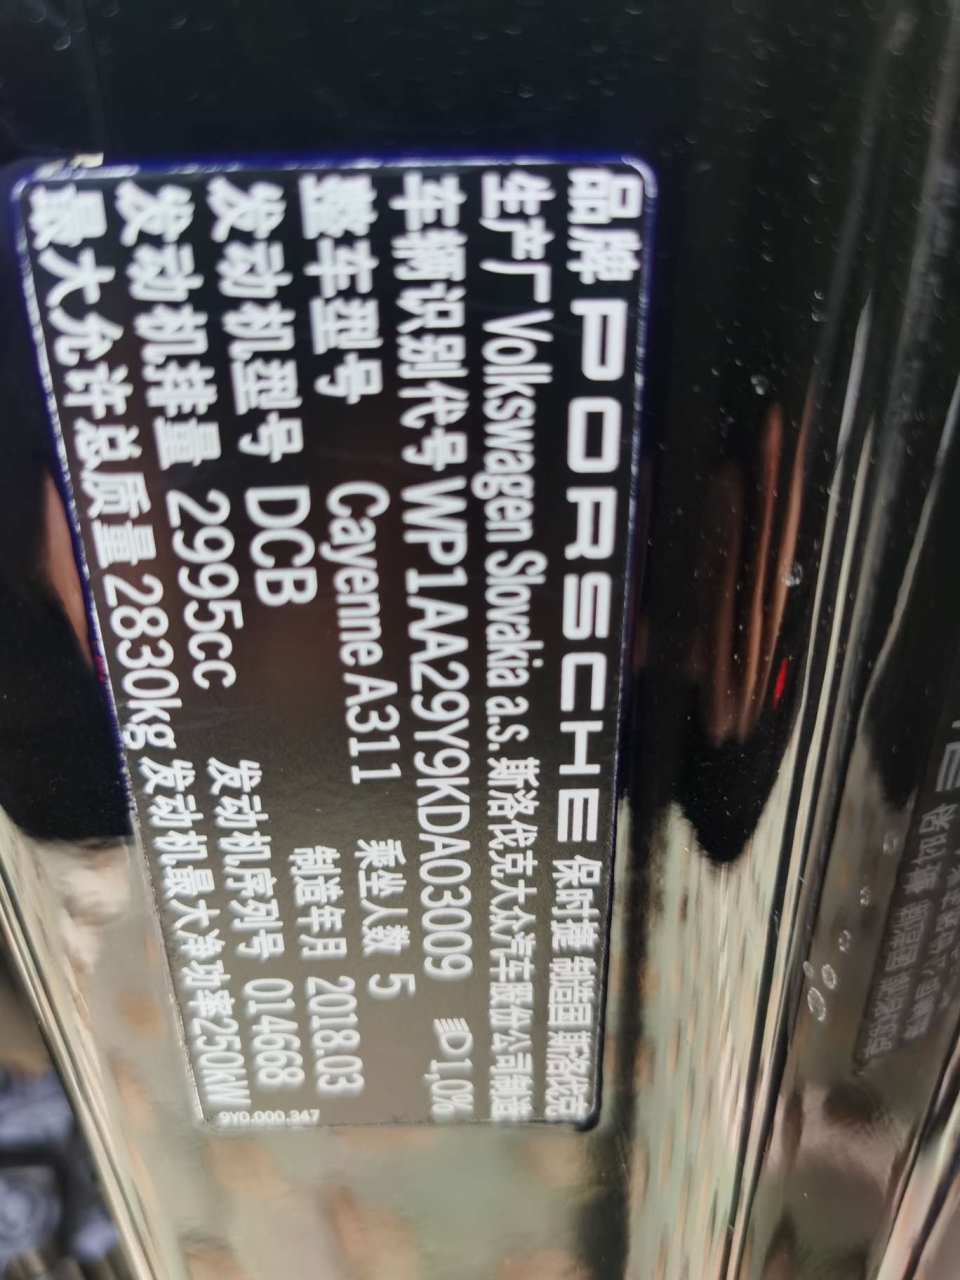 品牌 PORSCHE 保时捷 制造国 斯洛伐克
生产厂 Volkswagen Slovakia a.s. 斯洛伐克大众汽车股份公司制造
车辆识别代号 WP1AA29Y9KDA03009 1,0%
整车型号 Cayenne A311 乘坐人数 5
发动机型号 DCB 制造年月 2018.03
发动机排量 2995cc 发动机序列号 014668
最大允许总质量 2830kg 发动机最大净功率250kW
9Y0.000.347